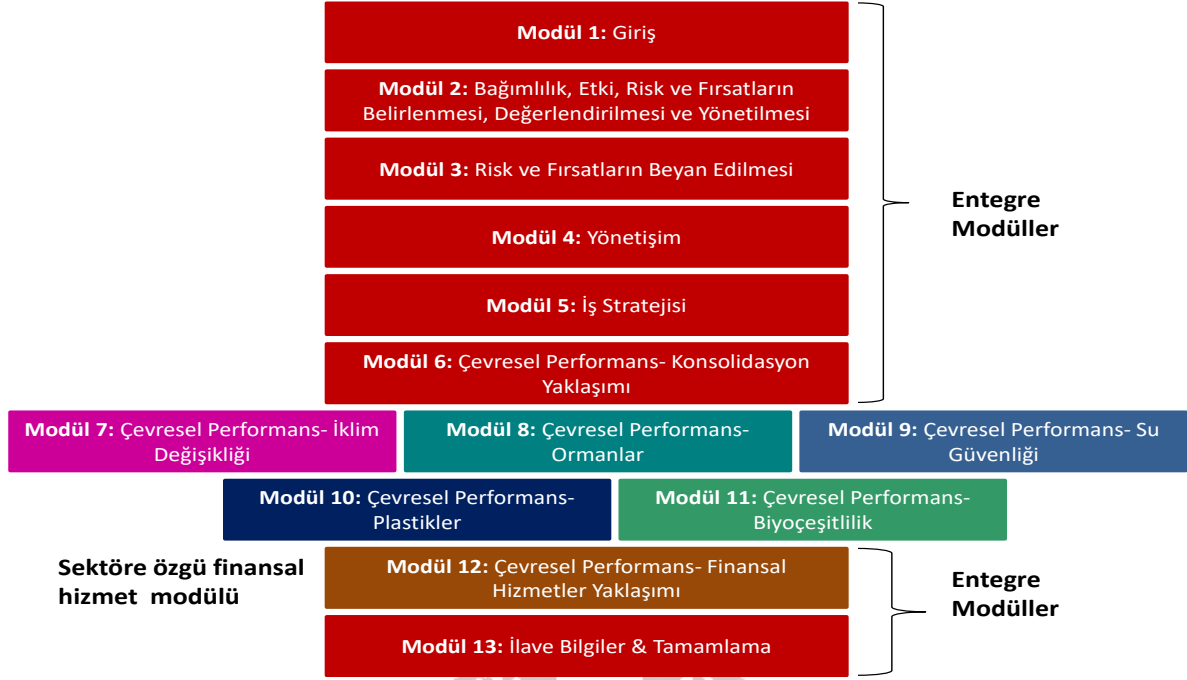 Modül 1: Giriş
Modül 2: Bağımlılık, Etki, Risk ve Fırsatların
Belirlenmesi, Değerlendirilmesi ve Yönetilmesi
Modül 3: Risk ve Fırsatların Beyan Edilmesi
Modül 4: Yönetişim
Modül 5: İş Stratejisi
Modül 6: Çevresel Performans- Konsolidasyon
Yaklaşımı
Entegre
Modüller
Modül 7: Çevresel Performans- İklim
Değişikliği
Modül 8: Çevresel Performans-
Ormanlar
Modül 9: Çevresel Performans- Su
Güvenliği
Modül 10: Çevresel Performans-
Plastikler
Modül 11: Çevresel Performans-
Biyoçeşitlilik
Sektöre özgü finansal
hizmet modülü
Modül 12: Çevresel Performans- Finansal
Hizmetler Yaklaşımı
Modül 13: İlave Bilgiler & Tamamlama
Entegre
Modüller